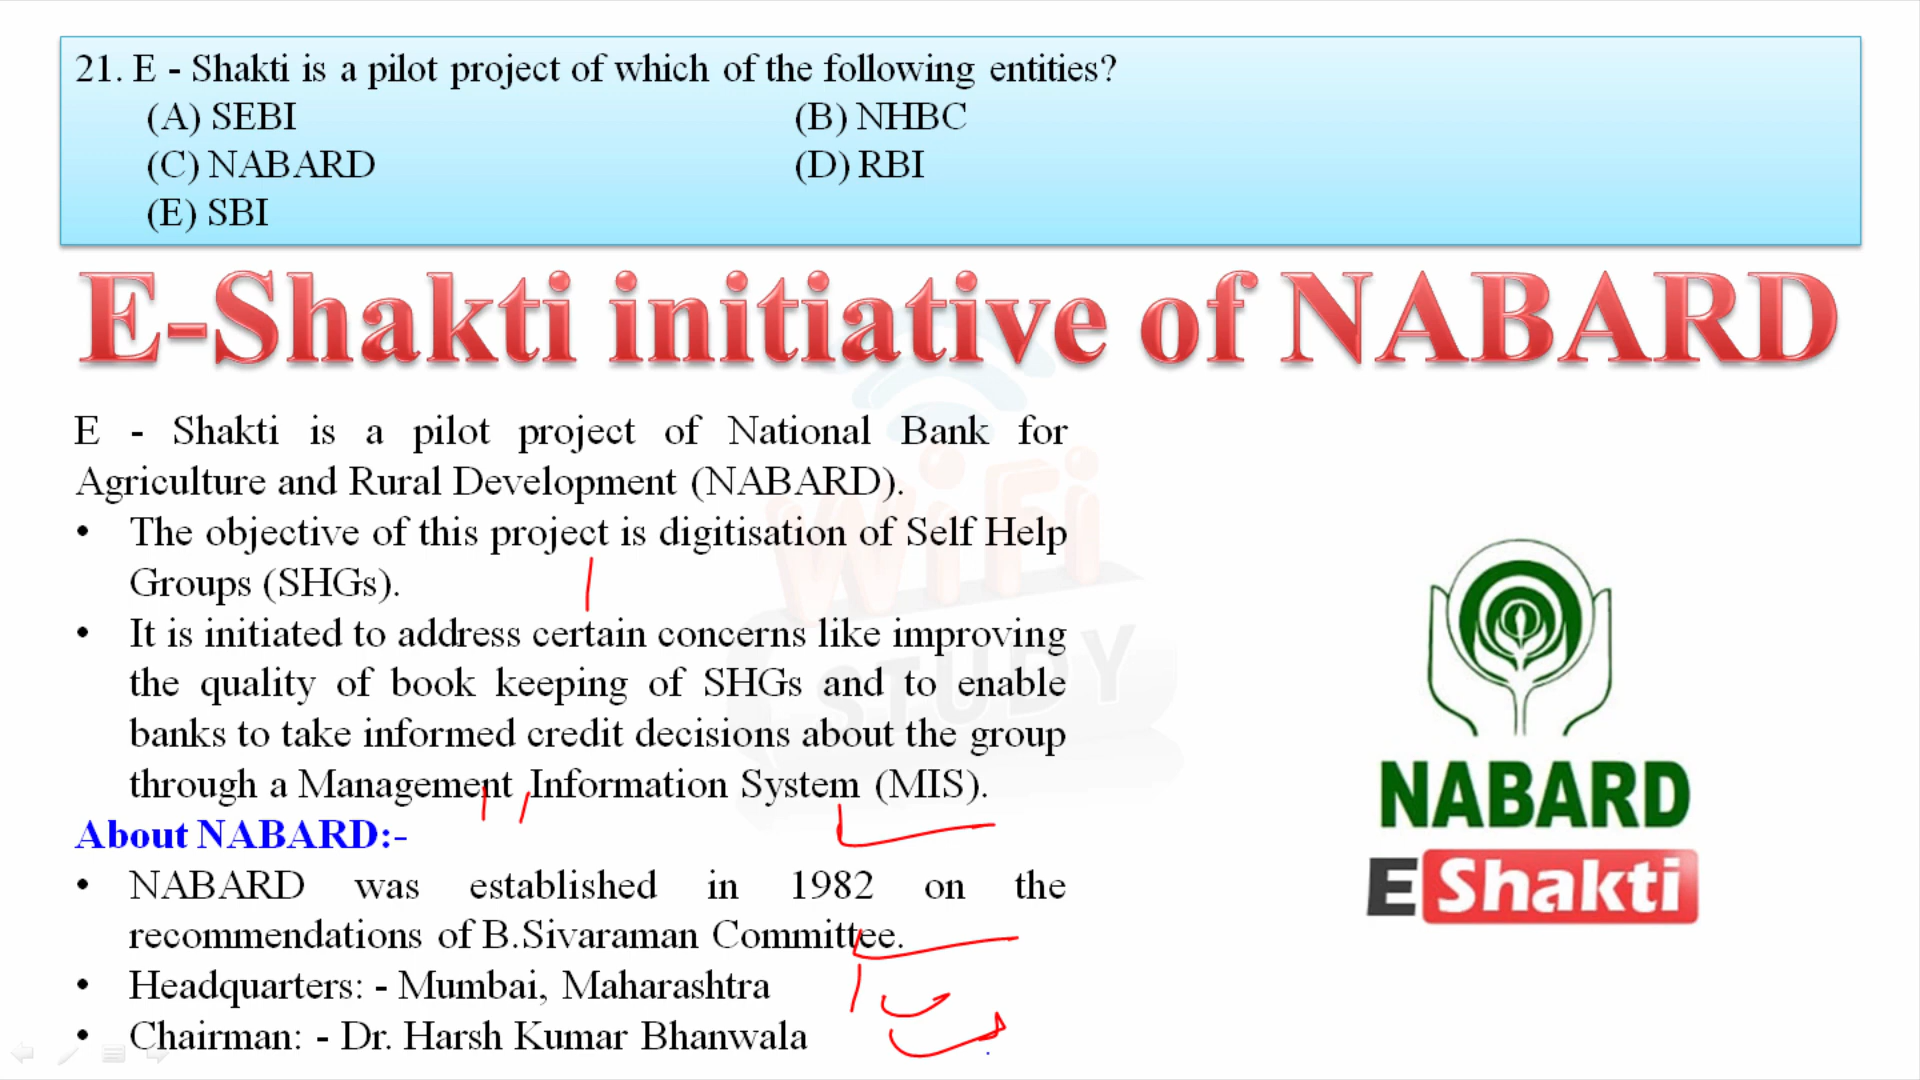 21. E - Shakti is a pilot project of which of the following entities?
(A) SEBI (B) NHBC
(C) NABARD (D) RBI
(E) SBI
E-Shakti initiative of NABARD
E - Shakti is a pilot project of National Bank for
Agriculture and Rural Development (NABARD).
• The objective of this project is digitisation of Self Help
Groups (SHGs).
• It is initiated to address certain concerns like improving
the quality of book keeping of SHGs and to enable
banks to take informed credit decisions about the group
through a Management Information System (MIS).
About NABARD:-
• NABARD was established in 1982 on the
recommendations of B.Sivaraman Committee.
• Headquarters: - Mumbai, Maharashtra
• Chairman: - Dr. Harsh Kumar Bhanwala
WiFi
STUDY
NABARD
E Shakti